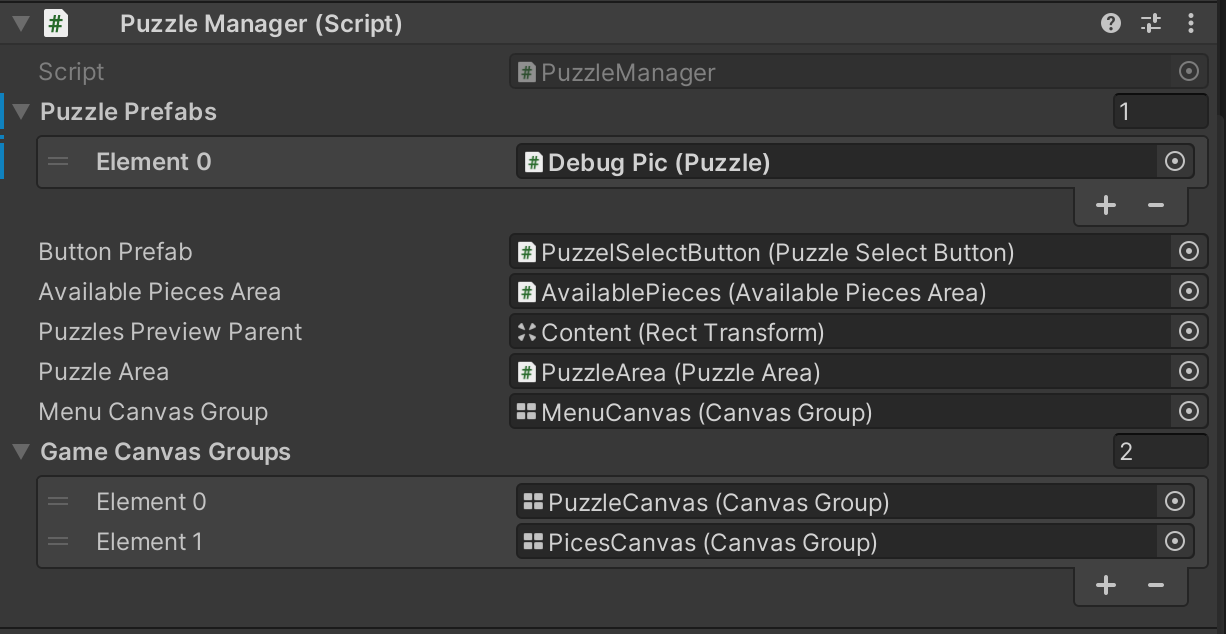 Puzzle Manager (Script)
Script # PuzzleManager
Puzzle Prefabs 1
Element 0 # Debug Pic (Puzzle)
+ −
Button Prefab # PuzzelSelectButton (Puzzle Select Button)
Available Pieces Area # AvailablePieces (Available Pieces Area)
Puzzles Preview Parent Content (Rect Transform)
Puzzle Area # PuzzleArea (Puzzle Area)
Menu Canvas Group MenuCanvas (Canvas Group)
Game Canvas Groups 2
Element 0 PuzzleCanvas (Canvas Group)
Element 1 PicesCanvas (Canvas Group)
+ −